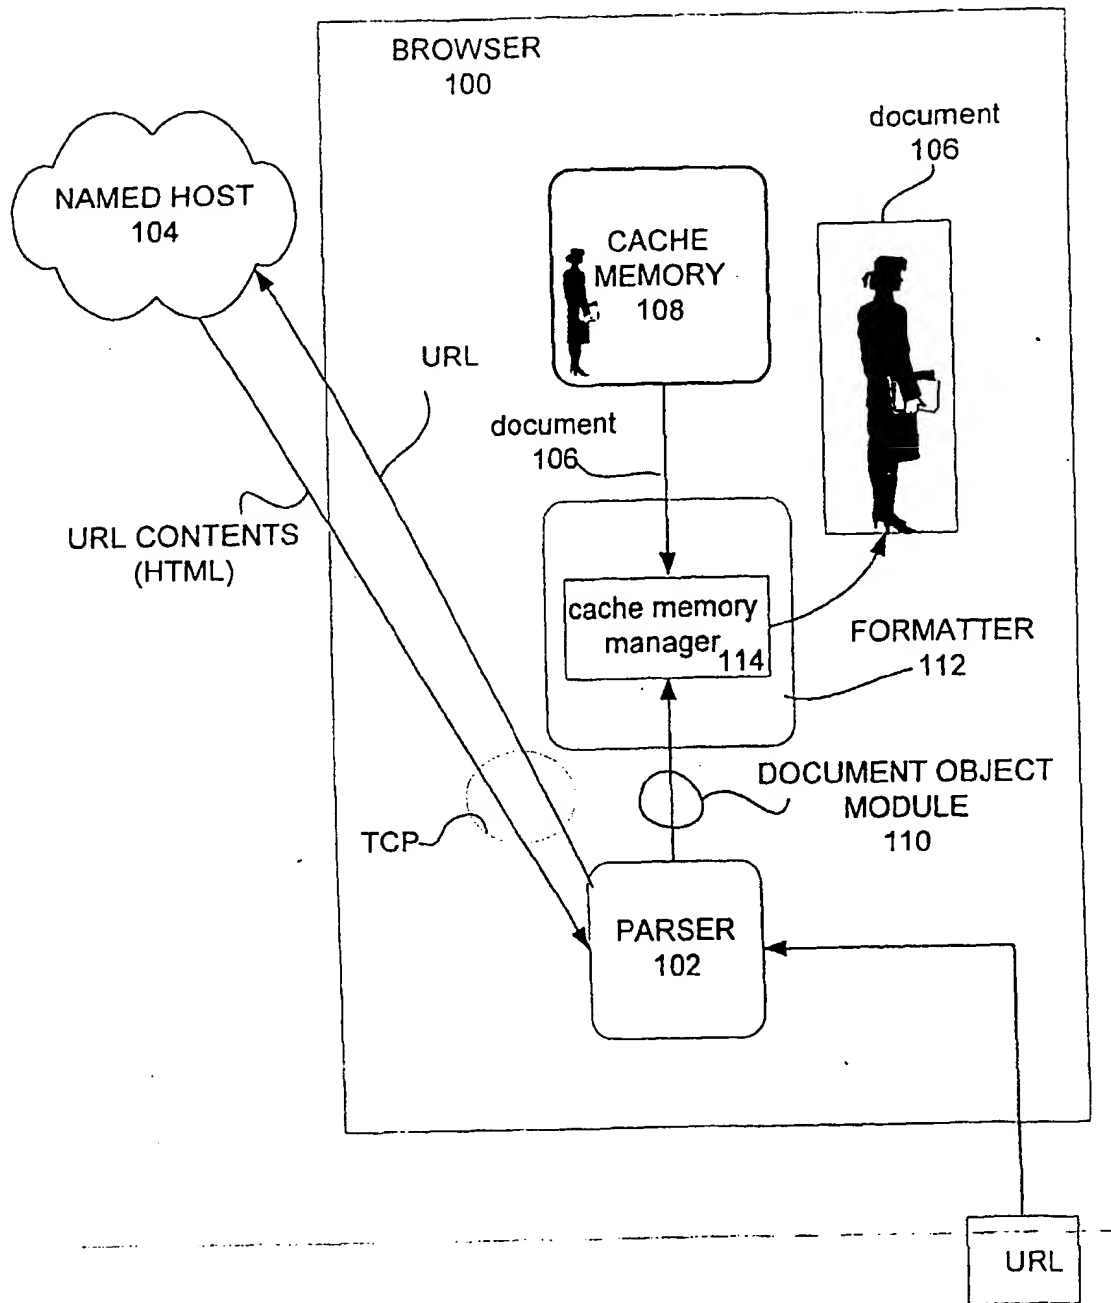 BROWSER
100
document
106
NAMED HOST
104
CACHE
MEMORY
108
URL
document
106
URL CONTENTS
(HTML)
cache memory
manager 114
FORMATTER
112
DOCUMENT OBJECT
MODULE
110
TCP
PARSER
102
URL